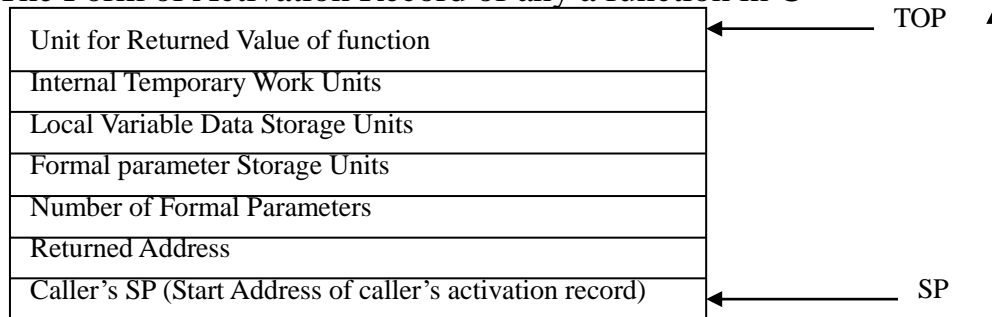 The Form of Activation Record of any a function in C
TOP
Unit for Returned Value of function
Internal Temporary Work Units
Local Variable Data Storage Units
Formal parameter Storage Units
Number of Formal Parameters
Returned Address
Caller's SP (Start Address of caller's activation record)
SP